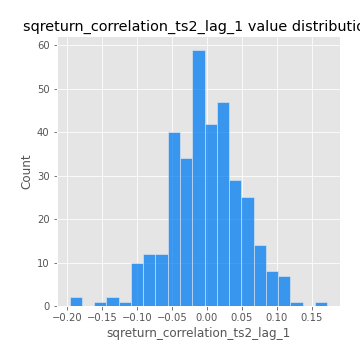 sqreturn_correlation_ts2_lag_1 value distributio
60
50
40
30
20
10
0
Count
−0.20 −0.15 −0.10 −0.05 0.00 0.05 0.10 0.15
sqreturn_correlation_ts2_lag_1